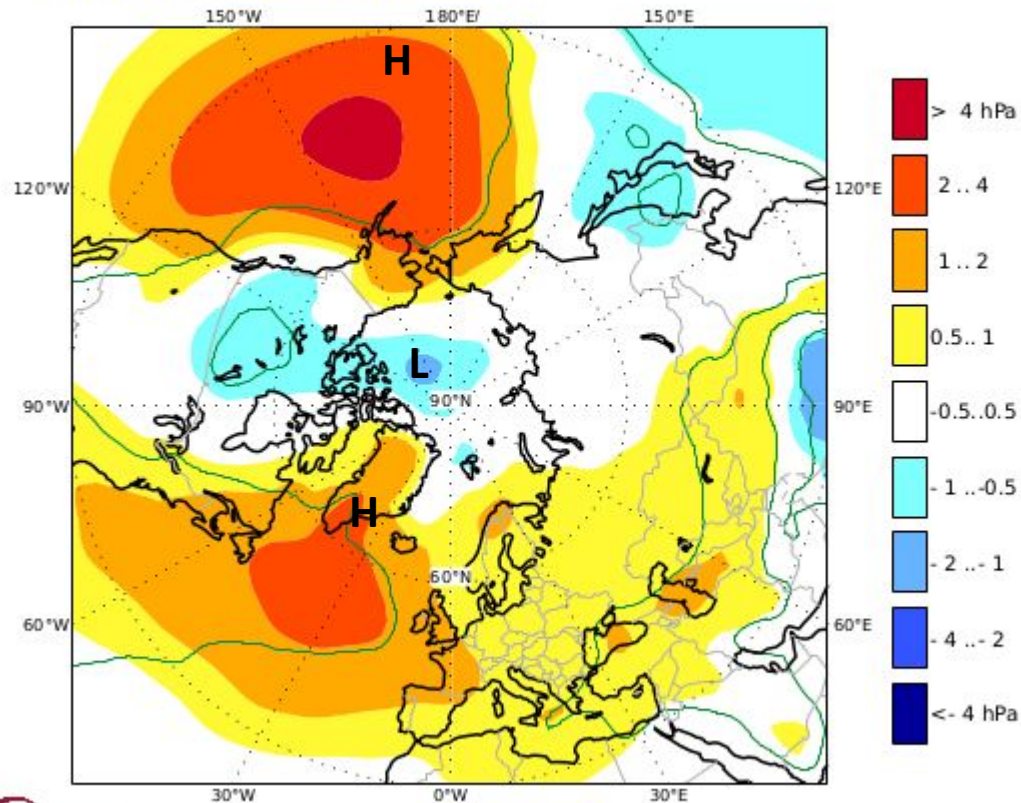 150°W 180°E 150°E
H
> 4 hPa
120°W 120°E
2 .. 4
1 .. 2
0.5 .. 1
L
90°N
90°W 90°E
-0.5..0.5
- 1 ..-0.5
H
- 2 ..- 1
60°N
60°W 60°E
- 4 ..- 2
<- 4 hPa
30°W 0°W 30°E